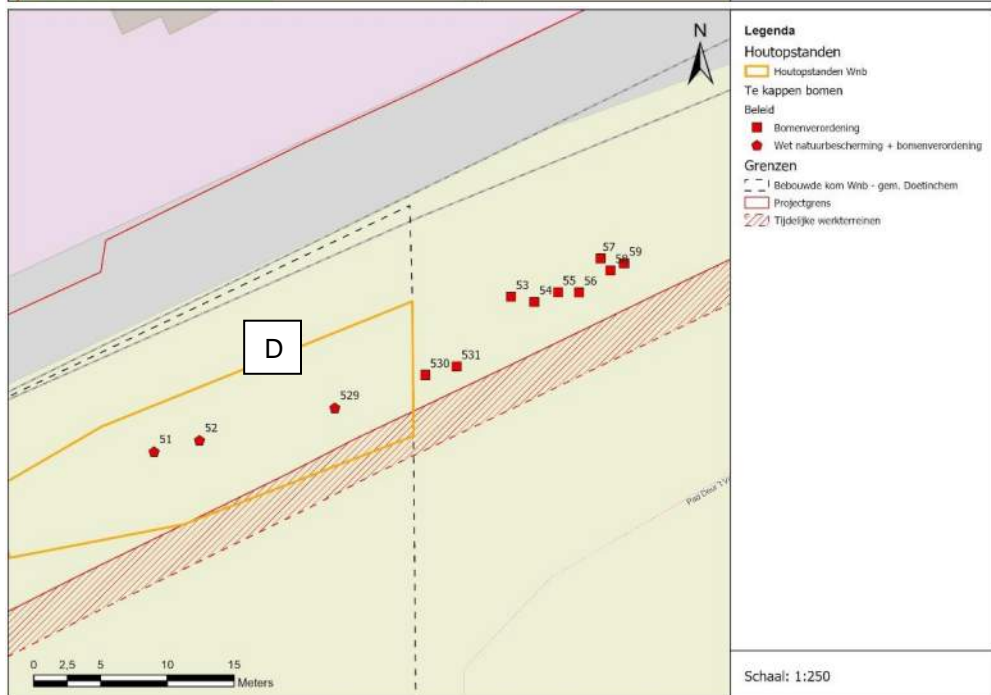 N
57
59
58
53
54
55
56
D
531
530
529
52
51
Pad Deur 't V
0 2,5 5 10 15
Meters
Legenda
Houtopstanden
Houtopstanden Wnb
Te kappen bomen
Beleid
Bomenverordening
Wet natuurbescherming + bomenverordening
Grenzen
Bebouwde kom Wnb - gem. Doetinchem
Projectgrens
Tijdelijke werkterreinen
Schaal: 1:250